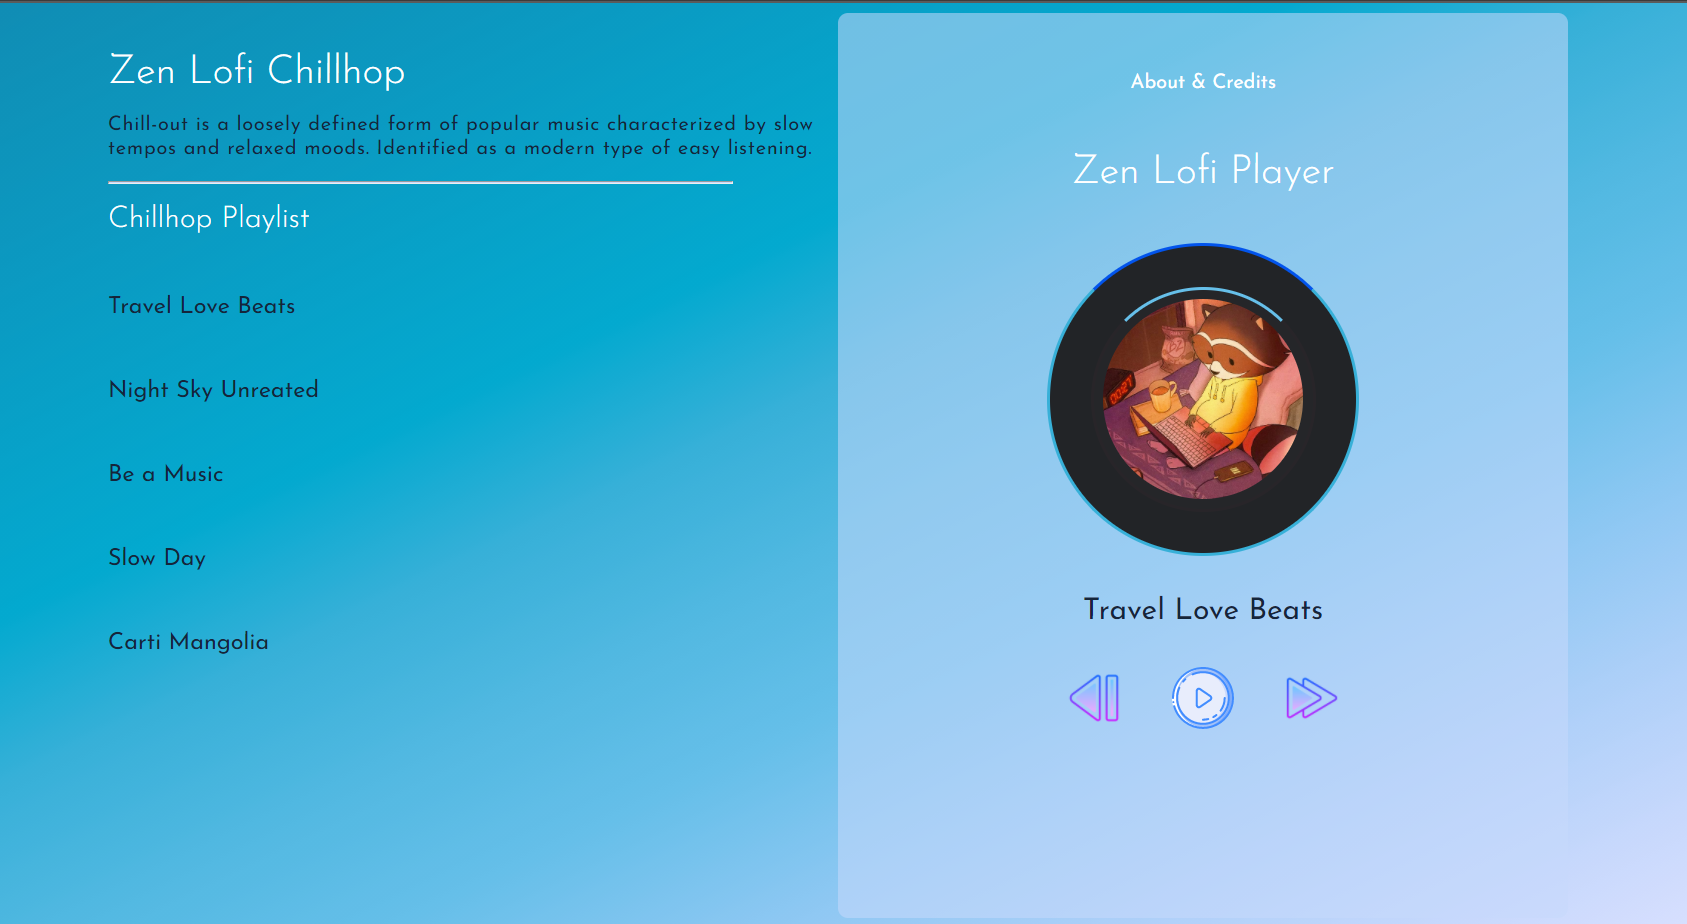 Zen Lofi Chillhop
Chill-out is a loosely defined form of popular music characterized by slow
tempos and relaxed moods. Identified as a modern type of easy listening.
Chillhop Playlist
Travel Love Beats
Night Sky Unreated
Be a Music
Slow Day
Carti Mangolia
About & Credits
Zen Lofi Player
00:27
Travel Love Beats